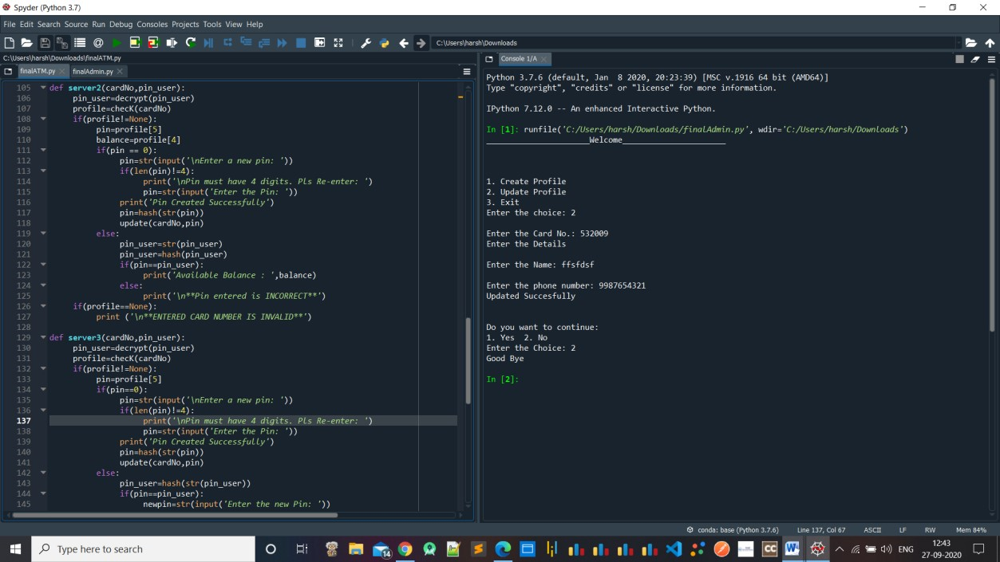 Spyder (Python 3.7)
File Edit Search Source Run Debug Consoles Projects Tools View Help
C:\Users\harsh\Downloads
C:\Users\harsh\Downloads\finalATM.py
finalATM.py finalAdmin.py
105 def server2(cardNo,pin_user):
106 pin_user=decrypt(pin_user)
107 profile=checK(cardNo)
108 if(profile!=None):
109 pin=profile[5]
110 balance=profile[4]
111 if(pin == 0):
112 pin=str(input('\nEnter a new pin: '))
113 if(len(pin)!=4):
114 print('\nPin must have 4 digits. Pls Re-enter: ')
115 pin=str(input('Enter the Pin: '))
116 print('Pin Created Successfully')
117 pin=hash(str(pin))
118 update(cardNo,pin)
119 else:
120 pin_user=str(pin_user)
121 pin_user=hash(pin_user)
122 if(pin==pin_user):
123 print('Available Balance : ',balance)
124 else:
125 print('\n**Pin entered is INCORRECT**')
126 if(profile==None):
127 print ('\n**ENTERED CARD NUMBER IS INVALID**')
128
129 def server3(cardNo,pin_user):
130 pin_user=decrypt(pin_user)
131 profile=checK(cardNo)
132 if(profile!=None):
133 pin=profile[5]
134 if(pin==0):
135 pin=str(input('\nEnter a new pin: '))
136 if(len(pin)!=4):
137 print('\nPin must have 4 digits. Pls Re-enter: ')
138 pin=str(input('Enter the Pin: '))
139 print('Pin Created Successfully')
140 pin=hash(str(pin))
141 update(cardNo,pin)
142 else:
143 pin_user=hash(str(pin_user))
144 if(pin==pin_user):
145 newpin=str(input('Enter the new Pin: '))
Console 1/A
Python 3.7.6 (default, Jan 8 2020, 20:23:39) [MSC v.1916 64 bit (AMD64)]
Type "copyright", "credits" or "license" for more information.
IPython 7.12.0 -- An enhanced Interactive Python.
In [1]: runfile('C:/Users/harsh/Downloads/finalAdmin.py', wdir='C:/Users/harsh/Downloads')
____________________Welcome____________________
1. Create Profile
2. Update Profile
3. Exit
Enter the choice: 2
Enter the Card No.: 532009
Enter the Details
Enter the Name: ffsfdsf
Enter the phone number: 9987654321
Updated Succesfully
Do you want to continue:
1. Yes 2. No
Enter the Choice: 2
Good Bye
In [2]:
conda: base (Python 3.7.6) Line 137, Col 67 ASCII LF RW Mem 84%
Type here to search
14
CC
W
ENG
12:43
27-09-2020